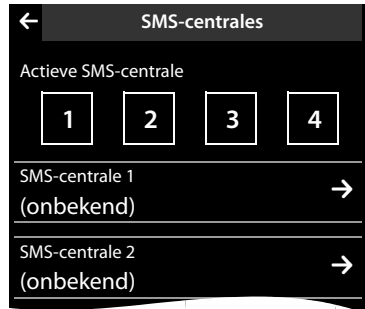 SMS-centrales
Actieve SMS-centrale
1 2 3 4
SMS-centrale 1
(onbekend)
SMS-centrale 2
(onbekend)